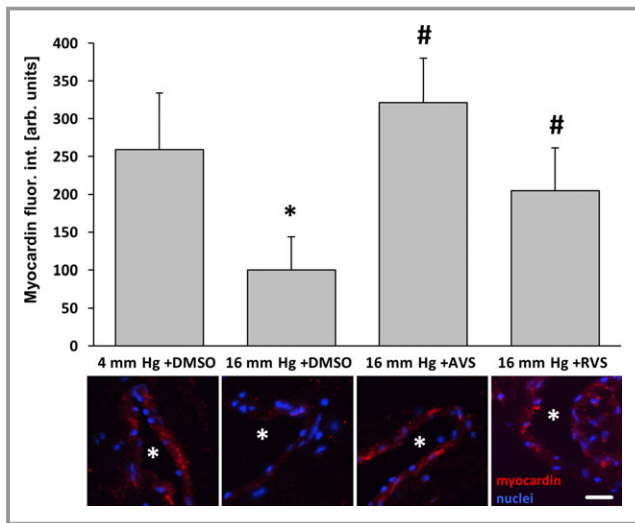 Myocardin fluor. int. [arb. units]
400
350
300
250
200
150
100
50
0
*
#
#
4 mm Hg +DMSO 16 mm Hg +DMSO 16 mm Hg +AVS 16 mm Hg +RVS
* * * *
myocardin
nuclei